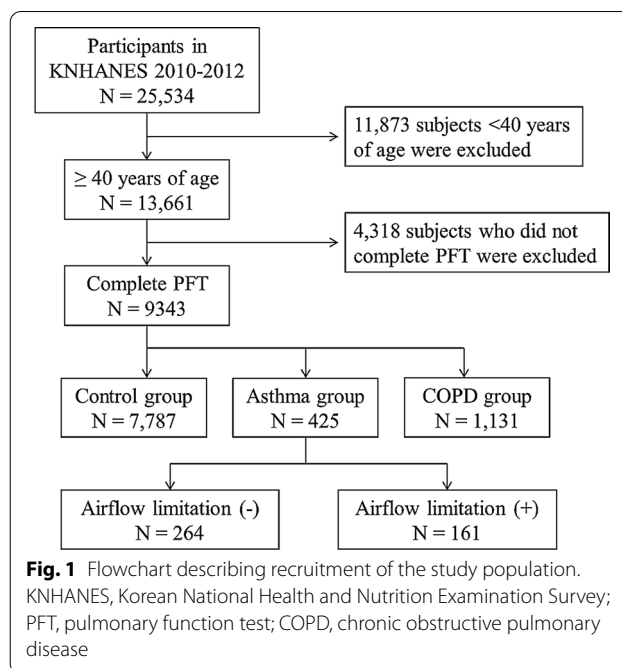 Participants in
KNHANES 2010-2012
N = 25,534
11,873 subjects <40 years
of age were excluded
≥ 40 years of age
N = 13,661
4,318 subjects who did not
complete PFT were excluded
Complete PFT
N = 9343
Control group
N = 7,787
Asthma group
N = 425
COPD group
N = 1,131
Airflow limitation (-)
N = 264
Airflow limitation (+)
N = 161
Fig. 1 Flowchart describing recruitment of the study population.
KNHANES, Korean National Health and Nutrition Examination Survey;
PFT, pulmonary function test; COPD, chronic obstructive pulmonary
disease